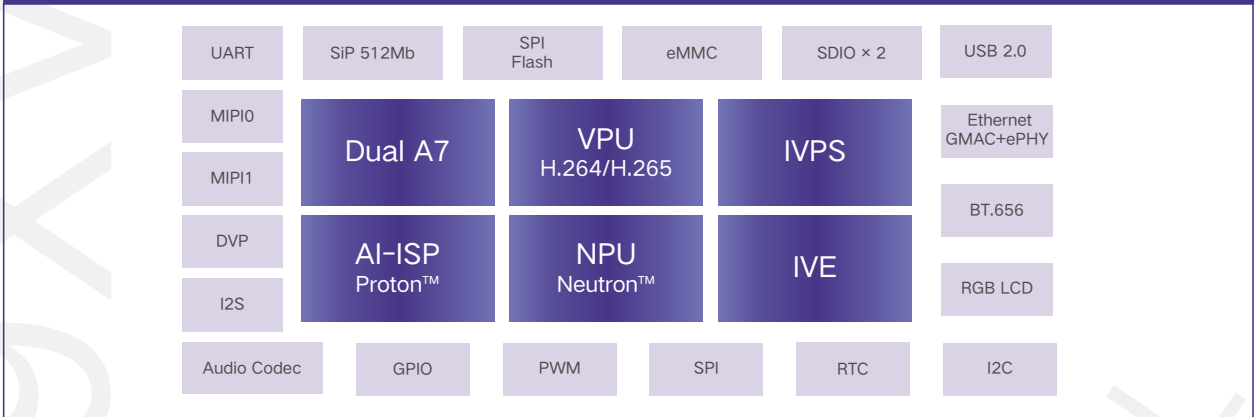 UART
SiP 512Mb
SPI
Flash
eMMC
SDIO × 2
USB 2.0
MIPI0
MIPI1
DVP
I2S
Dual A7
VPU
H.264/H.265
IVPS
AI-ISP
Proton™
NPU
Neutron™
IVE
Ethernet
GMAC+ePHY
BT.656
RGB LCD
Audio Codec
GPIO
PWM
SPI
RTC
I2C